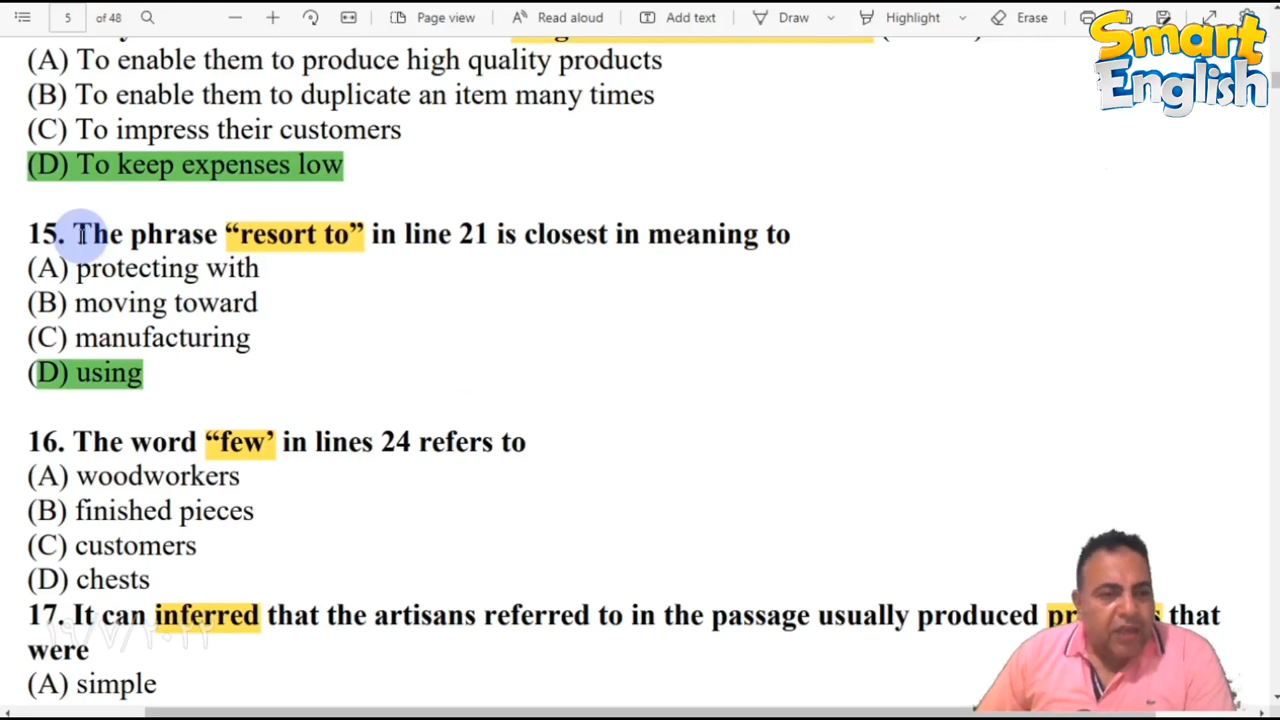 5 of 48 Page view Read aloud Add text Draw Highlight Erase
Smart
English
(A) To enable them to produce high quality products
(B) To enable them to duplicate an item many times
(C) To impress their customers
(D) To keep expenses low
15. The phrase “resort to” in line 21 is closest in meaning to
(A) protecting with
(B) moving toward
(C) manufacturing
(D) using
16. The word “few’ in lines 24 refers to
(A) woodworkers
(B) finished pieces
(C) customers
(D) chests
17. It can inferred that the artisans referred to in the passage usually produced that
were
(A) simple